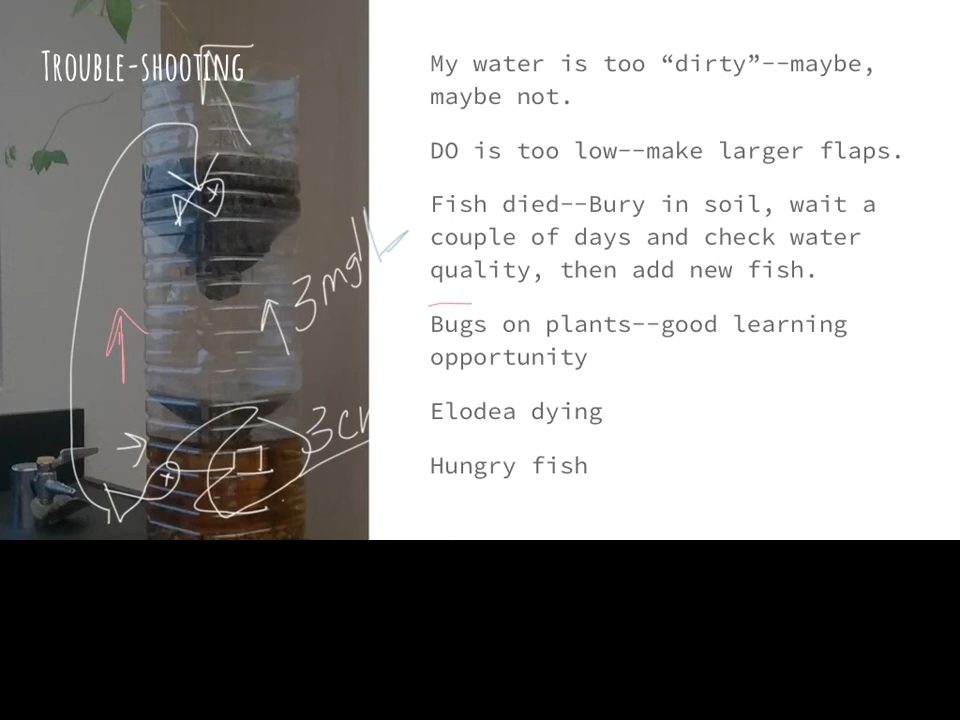 TROUBLE-SHOOTING
My water is too “dirty”--maybe,
maybe not.
DO is too low--make larger flaps.
Fish died--Bury in soil, wait a
couple of days and check water
quality, then add new fish.
Bugs on plants--good learning
opportunity
Elodea dying
Hungry fish
3mg/L